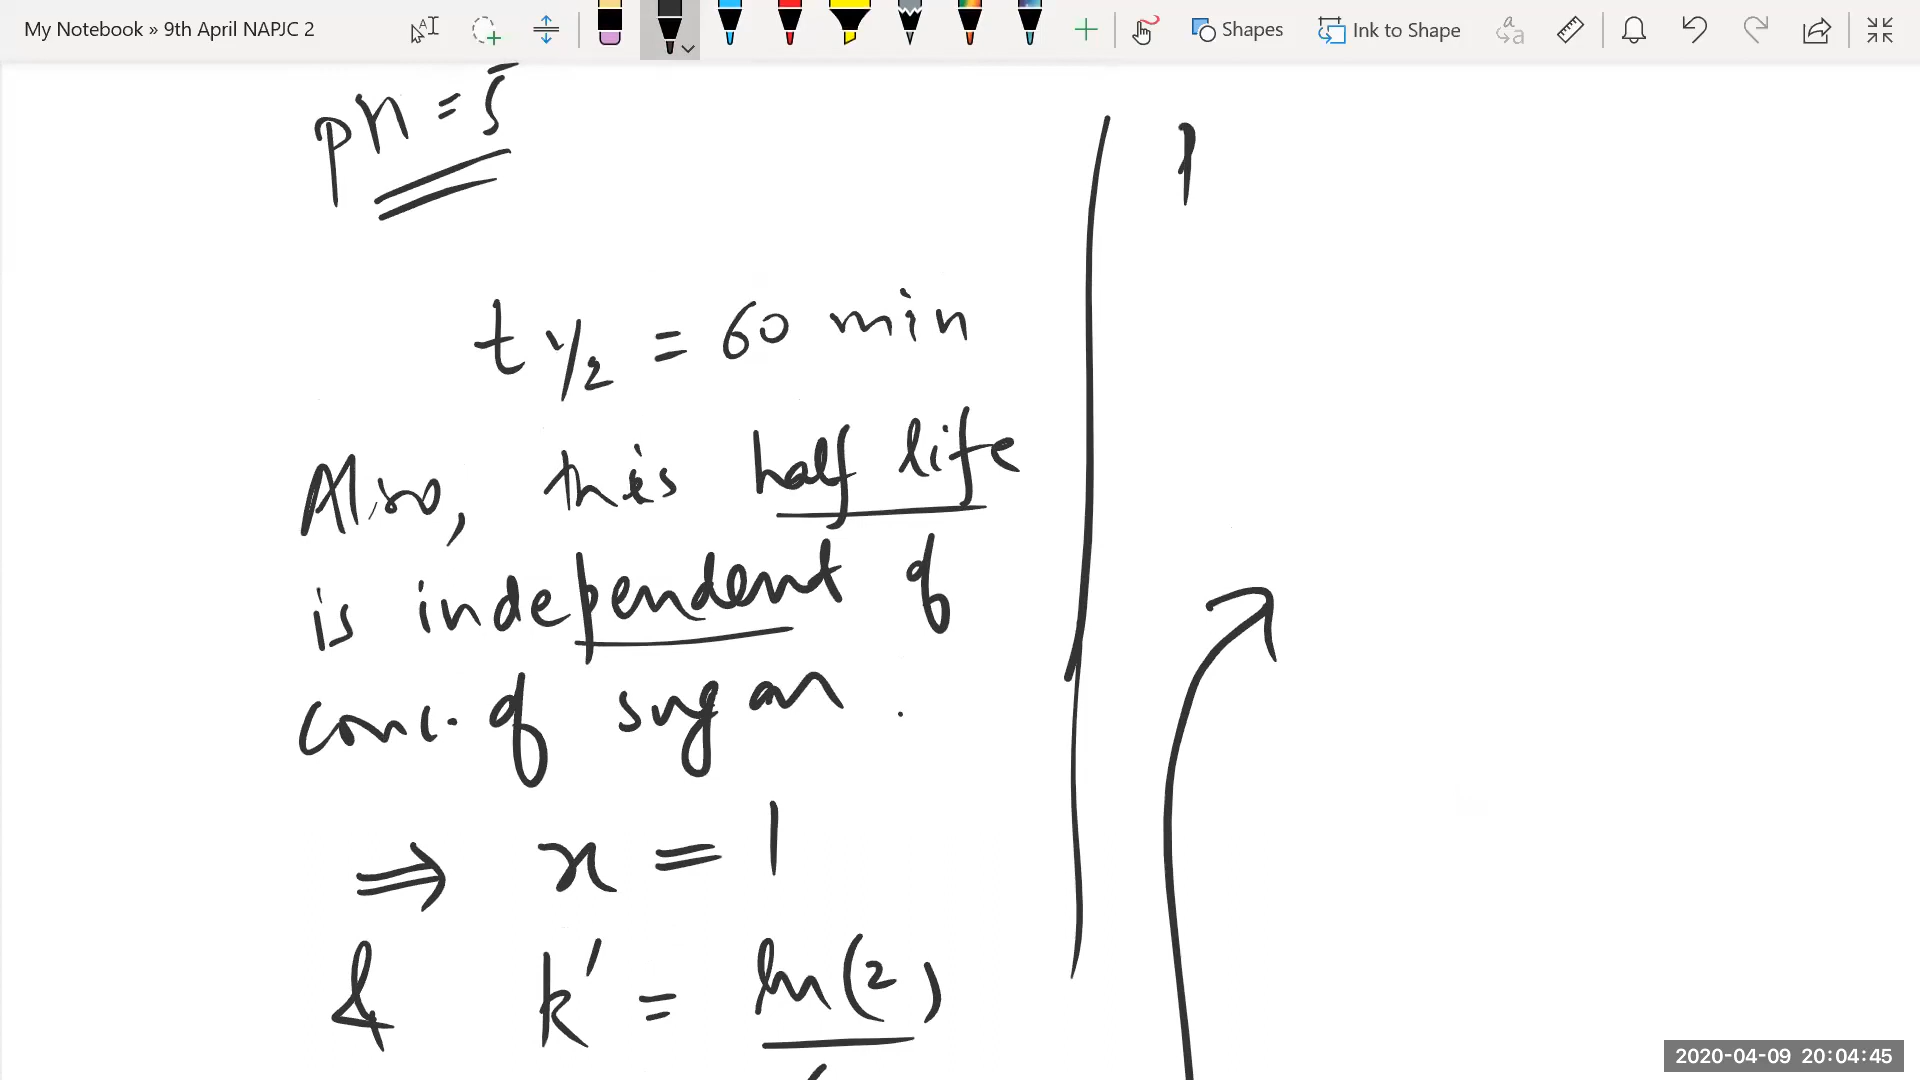 My Notebook » 9th April NAPJC 2
Shapes
Ink to Shape
pH = 5
t 1/2 = 60 min
Also, this half life
is independent of
conc. of sugar .
⇒ x = 1
& k' = ln(2)
2020-04-09 20:04:45